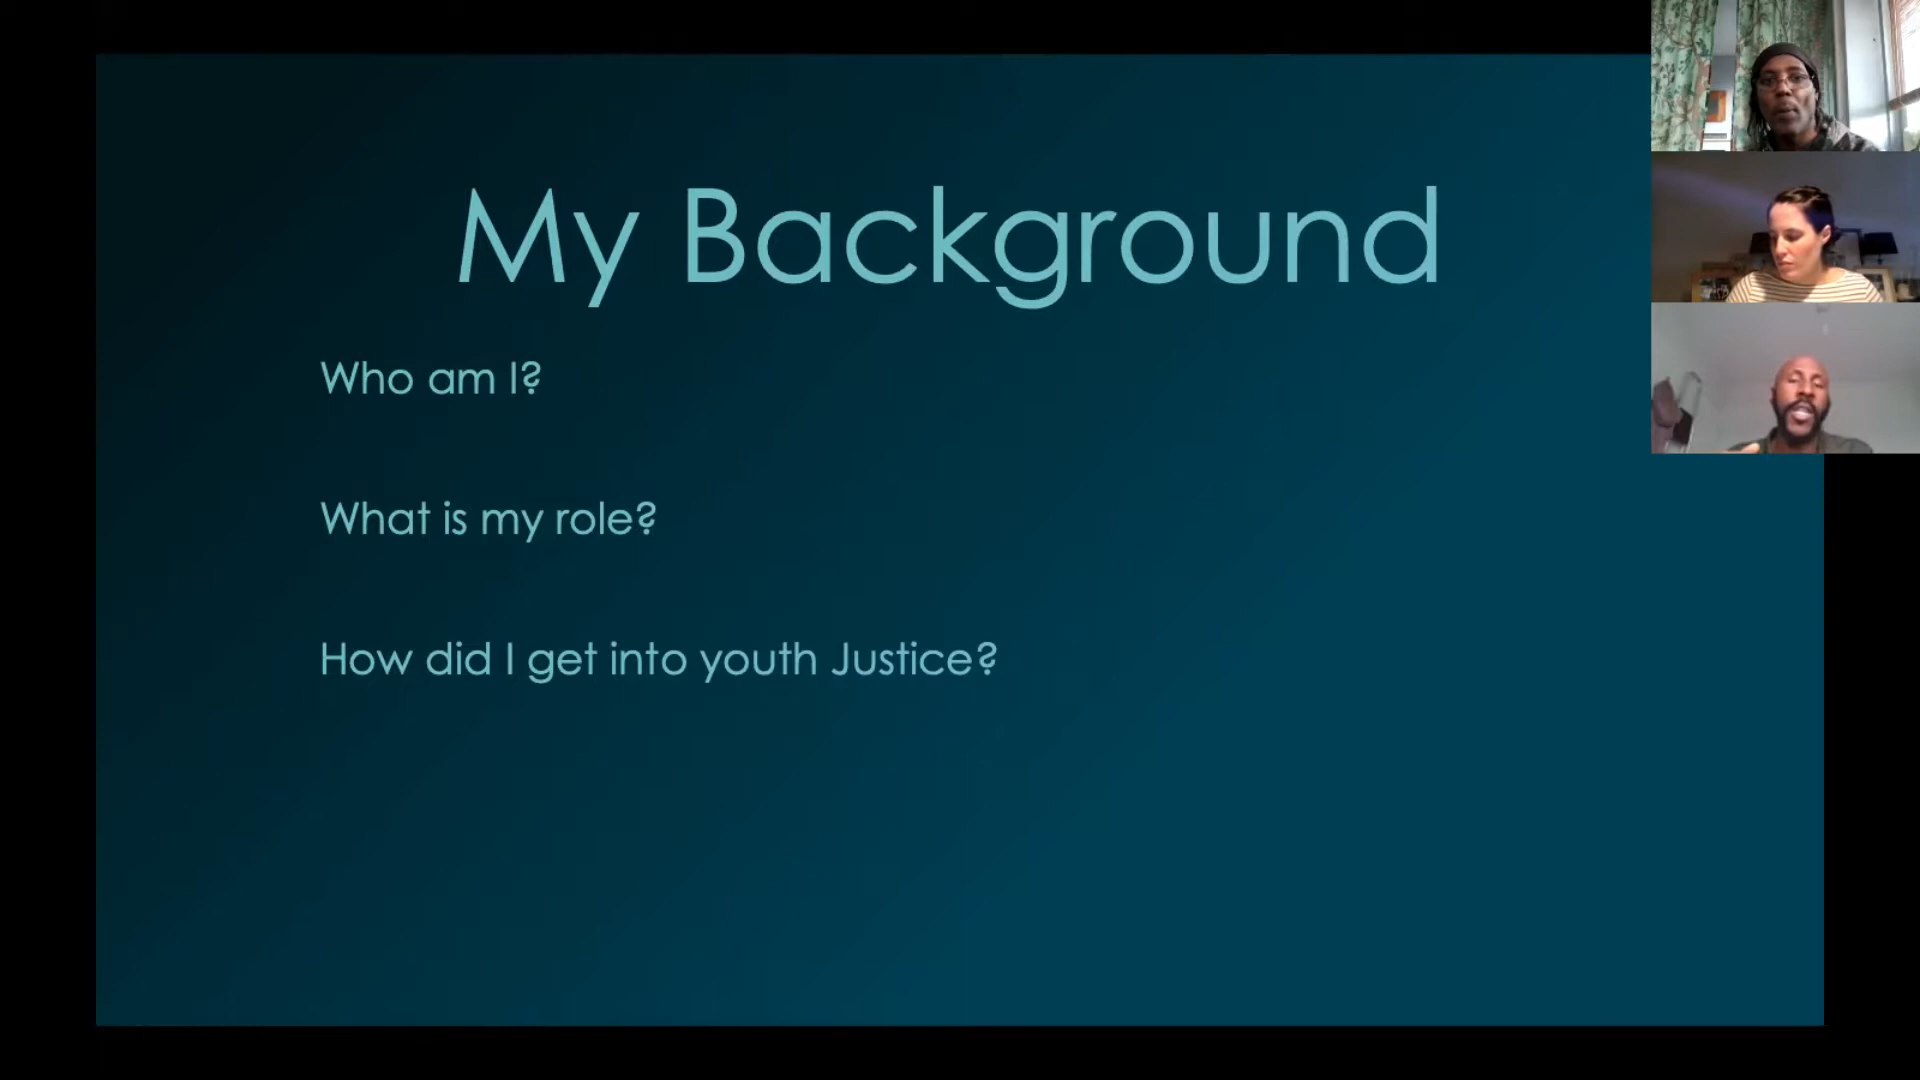 My Background
Who am I?
What is my role?
How did I get into youth Justice?